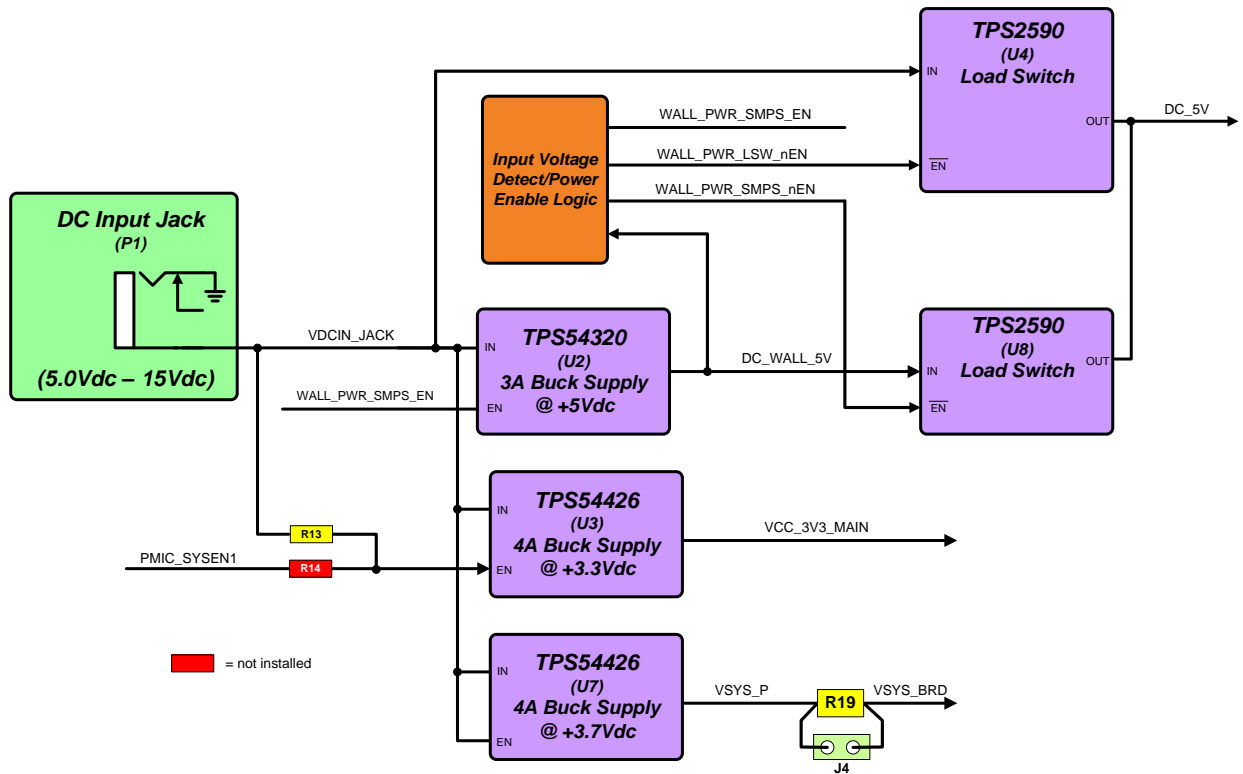 TPS2590
(U4)
Load Switch
IN
OUT
EN
DC_5V
WALL_PWR_SMPS_EN
WALL_PWR_LSW_nEN
WALL_PWR_SMPS_nEN
Input Voltage
Detect/Power
Enable Logic
DC Input Jack
(P1)
(5.0Vdc – 15Vdc)
VDCIN_JACK
WALL_PWR_SMPS_EN
IN
EN
TPS54320
(U2)
3A Buck Supply
@ +5Vdc
DC_WALL_5V
TPS2590
(U8)
Load Switch
IN
OUT
EN
R13
PMIC_SYSEN1
R14
TPS54426
(U3)
4A Buck Supply
@ +3.3Vdc
IN
EN
VCC_3V3_MAIN
= not installed
TPS54426
(U7)
4A Buck Supply
@ +3.7Vdc
IN
EN
VSYS_P
R19
VSYS_BRD
J4